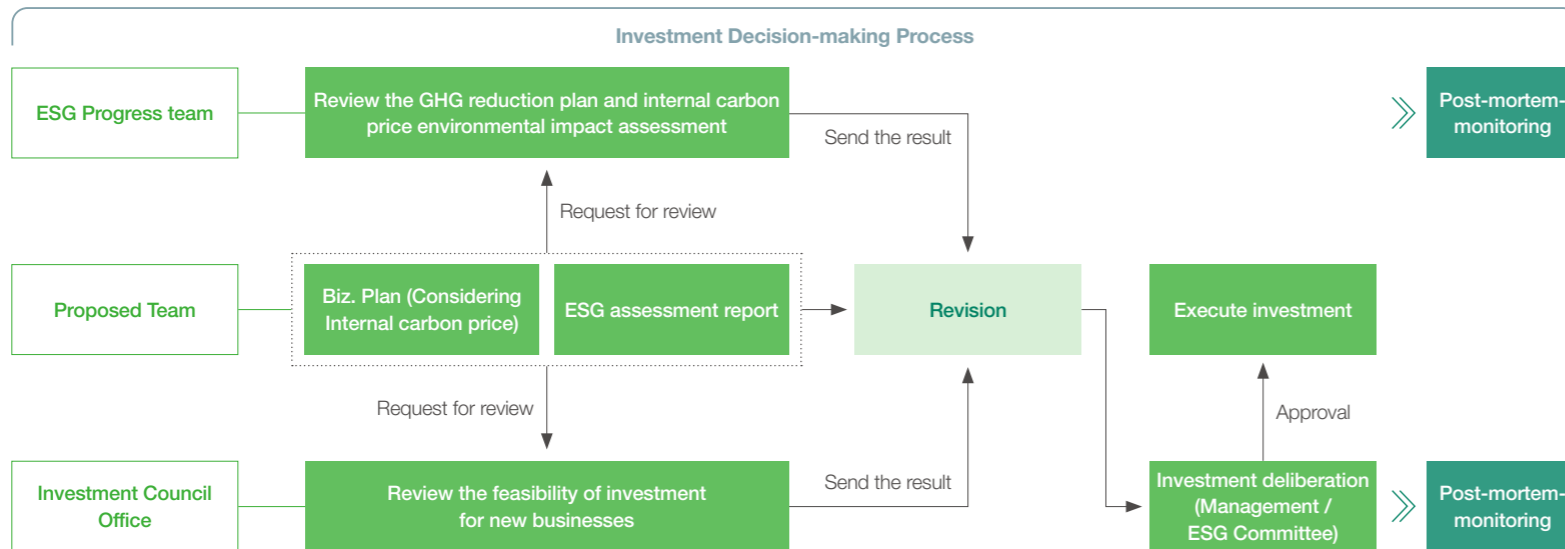 Investment Decision-making Process
ESG Progress team
Review the GHG reduction plan and internal carbon
price environmental impact assessment
Send the result
Post-mortem-
monitoring
Request for review
Proposed Team
Biz. Plan (Considering
Internal carbon price)
ESG assessment report
Revision
Execute investment
Request for review
Approval
Investment Council
Office
Review the feasibility of investment
for new businesses
Send the result
Investment deliberation
(Management /
ESG Committee)
Post-mortem-
monitoring